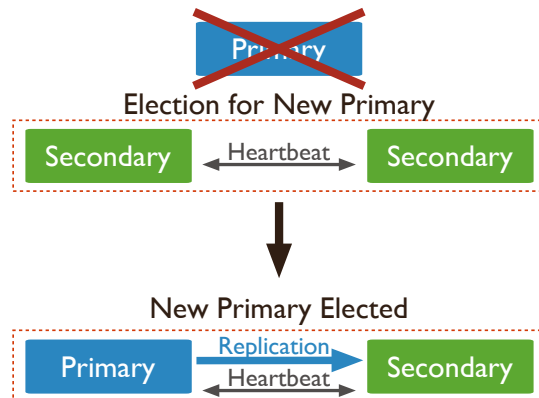 Primary
Election for New Primary
Secondary Heartbeat Secondary
New Primary Elected
Replication
Primary Heartbeat Secondary